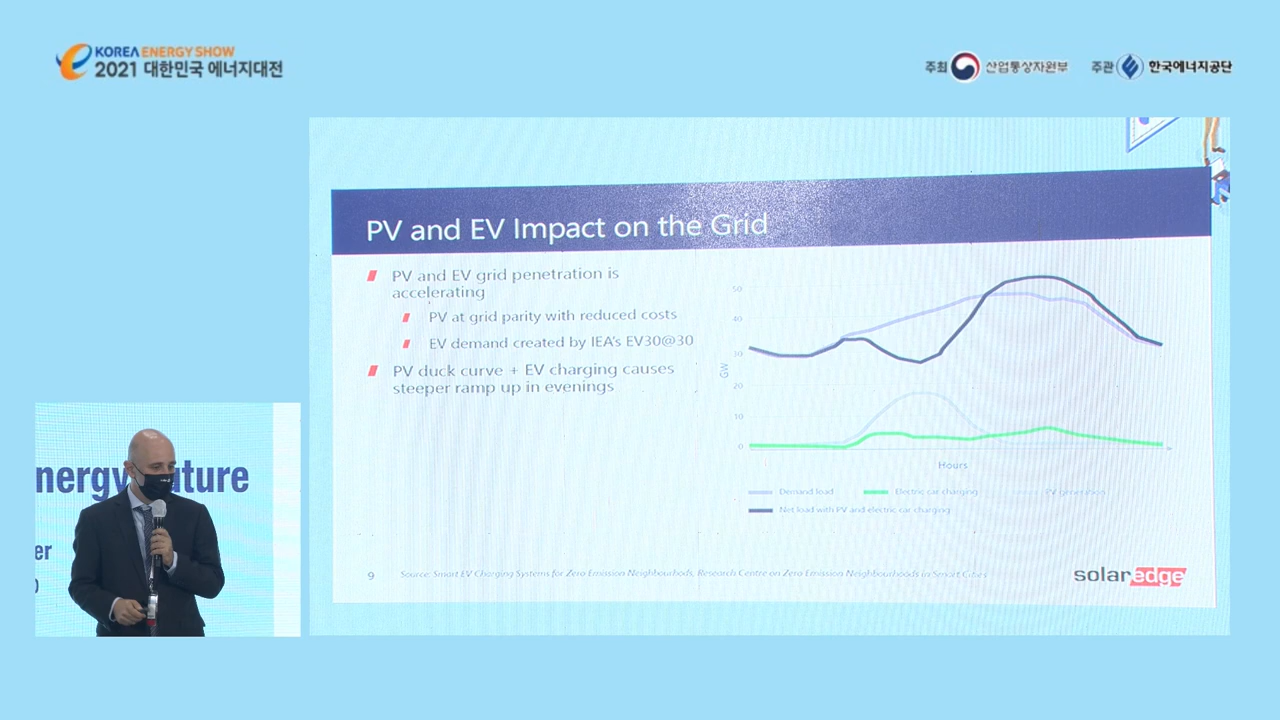 KOREA ENERGY SHOW
2021 대한민국 에너지대전
주최 산업통상자원부 주관 한국에너지공단
PV and EV Impact on the Grid
PV and EV grid penetration is
accelerating
PV at grid parity with reduced costs
EV demand created by IEA's EV30@30
PV duck curve + EV charging causes
steeper ramp up in evenings
50
40
30
GW
20
10
0
Hours
Demand load Electric car charging PV generation
Net load with PV and electric car charging
9 Source: Smart EV Charging Systems for Zero Emission Neighbourhoods, Research Centre on Zero Emission Neighbourhoods in Smart Cities
solaredge
nergy uture
er